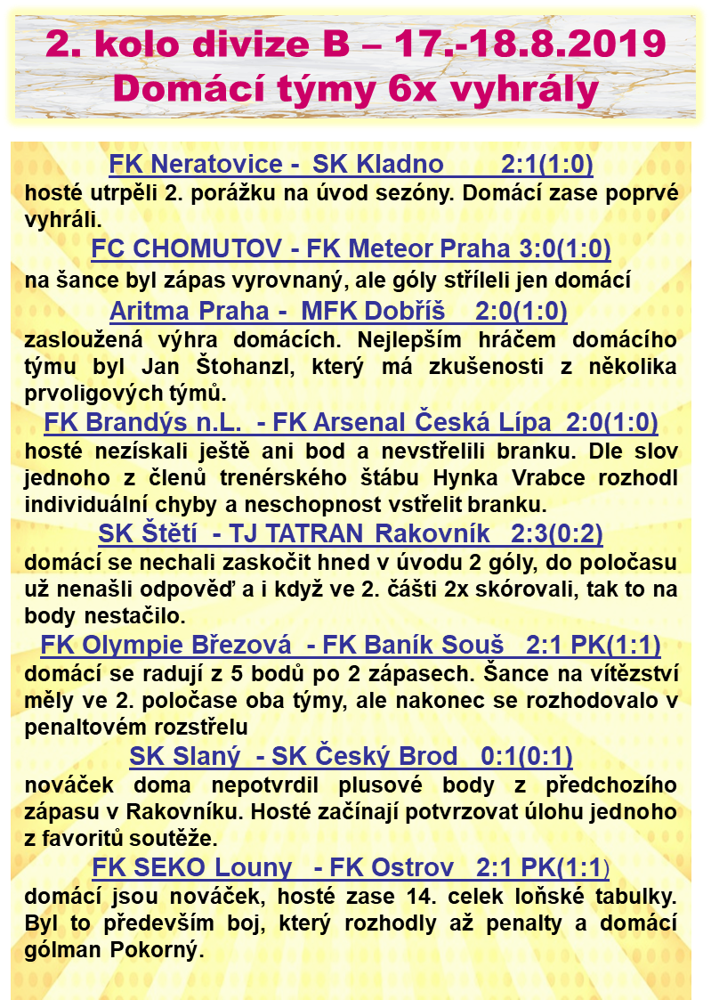 2. kolo divize B – 17.-18.8.2019
Domácí týmy 6x vyhrály
FK Neratovice - SK Kladno 2:1(1:0)
hosté utrpěli 2. porážku na úvod sezóny. Domácí zase poprvé
vyhráli.
FC CHOMUTOV - FK Meteor Praha 3:0(1:0)
na šance byl zápas vyrovnaný, ale góly stříleli jen domácí
Aritma Praha - MFK Dobříš 2:0(1:0)
zasloužená výhra domácích. Nejlepším hráčem domácího
týmu byl Jan Štohanzl, který má zkušenosti z několika
prvoligových týmů.
FK Brandýs n.L. - FK Arsenal Česká Lípa 2:0(1:0)
hosté nezískali ještě ani bod a nevstřelili branku. Dle slov
jednoho z členů trenérského štábu Hynka Vrabce rozhodl
individuální chyby a neschopnost vstřelit branku.
SK Štětí - TJ TATRAN Rakovník 2:3(0:2)
domácí se nechali zaskočit hned v úvodu 2 góly, do poločasu
už nenašli odpověď a i když ve 2. čášti 2x skórovali, tak to na
body nestačilo.
FK Olympie Březová - FK Baník Souš 2:1 PK(1:1)
domácí se radují z 5 bodů po 2 zápasech. Šance na vítězství
měly ve 2. poločase oba týmy, ale nakonec se rozhodovalo v
penaltovém rozstřelu
SK Slaný - SK Český Brod 0:1(0:1)
nováček doma nepotvrdil plusové body z předchozího
zápasu v Rakovníku. Hosté začínají potvrzovat úlohu jednoho
z favoritů soutěže.
FK SEKO Louny - FK Ostrov 2:1 PK(1:1)
domácí jsou nováček, hosté zase 14. celek loňské tabulky.
Byl to především boj, který rozhodly až penalty a domácí
gólman Pokorný.